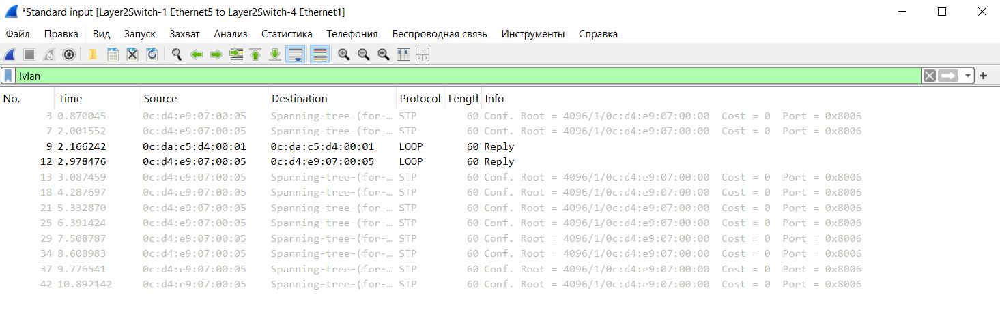 *Standard input [Layer2Switch-1 Ethernet5 to Layer2Switch-4 Ethernet1]
Файл Правка Вид Запуск Захват Анализ Статистика Телефония Беспроводная связь Инструменты Справка
!vlan
No. Time Source Destination Protocol Length Info
3 0.870045 0c:d4:e9:07:00:05 Spanning-tree-(for-… STP 60 Conf. Root = 4096/1/0c:d4:e9:07:00:00 Cost = 0 Port = 0x8006
7 2.001552 0c:d4:e9:07:00:05 Spanning-tree-(for-… STP 60 Conf. Root = 4096/1/0c:d4:e9:07:00:00 Cost = 0 Port = 0x8006
9 2.166242 0c:da:c5:d4:00:01 0c:da:c5:d4:00:01 LOOP 60 Reply
12 2.978476 0c:d4:e9:07:00:05 0c:d4:e9:07:00:05 LOOP 60 Reply
13 3.087459 0c:d4:e9:07:00:05 Spanning-tree-(for-… STP 60 Conf. Root = 4096/1/0c:d4:e9:07:00:00 Cost = 0 Port = 0x8006
18 4.287697 0c:d4:e9:07:00:05 Spanning-tree-(for-… STP 60 Conf. Root = 4096/1/0c:d4:e9:07:00:00 Cost = 0 Port = 0x8006
21 5.332870 0c:d4:e9:07:00:05 Spanning-tree-(for-… STP 60 Conf. Root = 4096/1/0c:d4:e9:07:00:00 Cost = 0 Port = 0x8006
25 6.391424 0c:d4:e9:07:00:05 Spanning-tree-(for-… STP 60 Conf. Root = 4096/1/0c:d4:e9:07:00:00 Cost = 0 Port = 0x8006
29 7.508787 0c:d4:e9:07:00:05 Spanning-tree-(for-… STP 60 Conf. Root = 4096/1/0c:d4:e9:07:00:00 Cost = 0 Port = 0x8006
34 8.608983 0c:d4:e9:07:00:05 Spanning-tree-(for-… STP 60 Conf. Root = 4096/1/0c:d4:e9:07:00:00 Cost = 0 Port = 0x8006
37 9.776541 0c:d4:e9:07:00:05 Spanning-tree-(for-… STP 60 Conf. Root = 4096/1/0c:d4:e9:07:00:00 Cost = 0 Port = 0x8006
42 10.892142 0c:d4:e9:07:00:05 Spanning-tree-(for-… STP 60 Conf. Root = 4096/1/0c:d4:e9:07:00:00 Cost = 0 Port = 0x8006